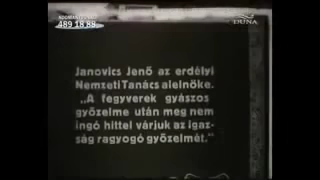 489 18 88
DUNA
Janovics Jenő az erdélyi
Nemzeti Tanács alelnöke.
„A fegyverek gyászos
győzelme után meg nem
ingó hittel várjuk az igaz-
ság ragyogó győzelmét."